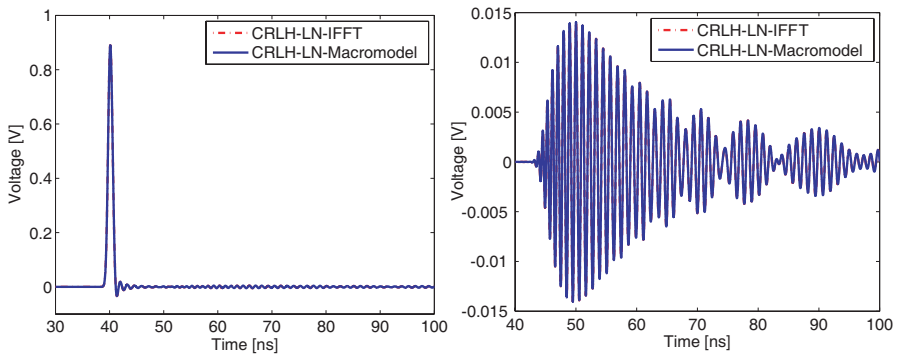 1
0.8
0.6
0.4
0.2
0
30 40 50 60 70 80 90 100
Time [ns]
Voltage [V]
CRLH-LN-IFFT
CRLH-LN-Macromodel
0.015
0.01
0.005
0
-0.005
-0.01
-0.015
40 50 60 70 80 90 100
Time [ns]
Voltage [V]
CRLH-LN-IFFT
CRLH-LN-Macromodel